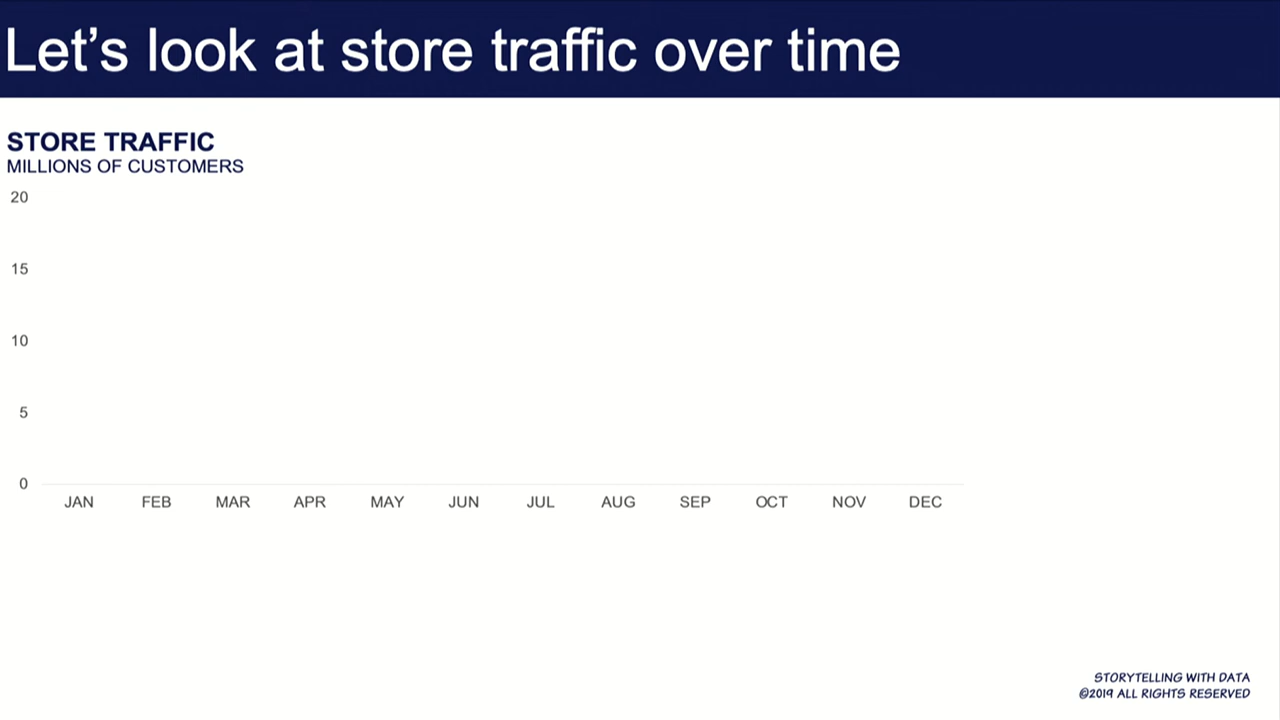 Let’s look at store traffic over time
STORE TRAFFIC
MILLIONS OF CUSTOMERS
20
15
10
5
0
JAN FEB MAR APR MAY JUN JUL AUG SEP OCT NOV DEC
STORYTELLING WITH DATA
©2019 ALL RIGHTS RESERVED